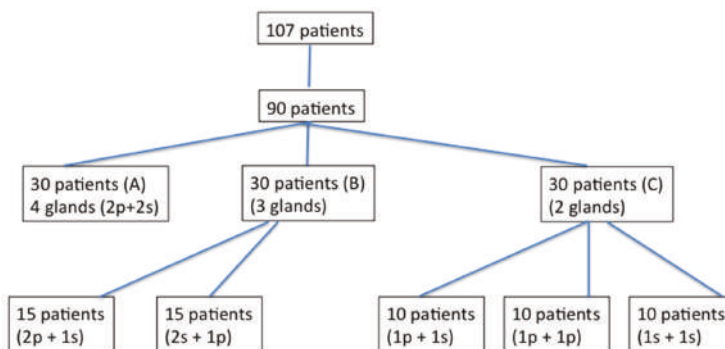 107 patients
90 patients
30 patients (A)
4 glands (2p+2s)
30 patients (B)
(3 glands)
30 patients (C)
(2 glands)
15 patients
(2p + 1s)
15 patients
(2s + 1p)
10 patients
(1p + 1s)
10 patients
(1p + 1p)
10 patients
(1s + 1s)